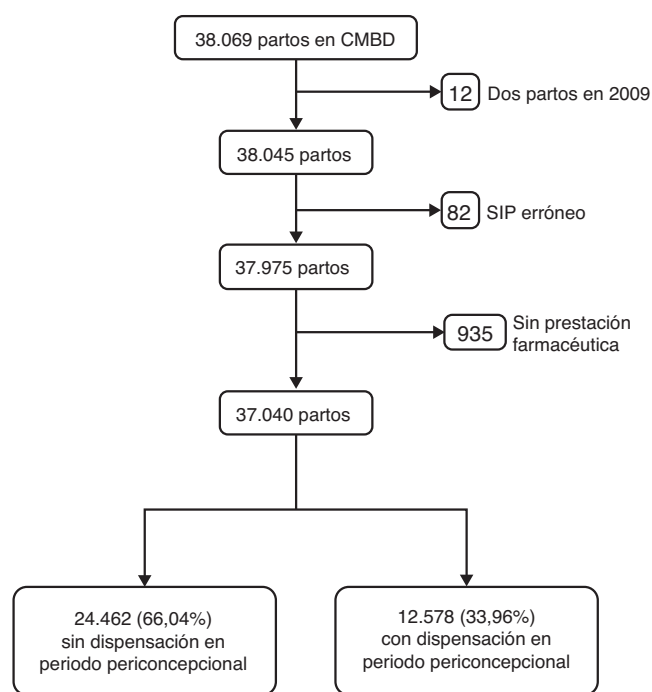 38.069 partos en CMBD
12 Dos partos en 2009
38.045 partos
82 SIP erróneo
37.975 partos
935 Sin prestación
farmacéutica
37.040 partos
24.462 (66,04%)
sin dispensación en
periodo periconcepcional
12.578 (33,96%)
con dispensación en
periodo periconcepcional